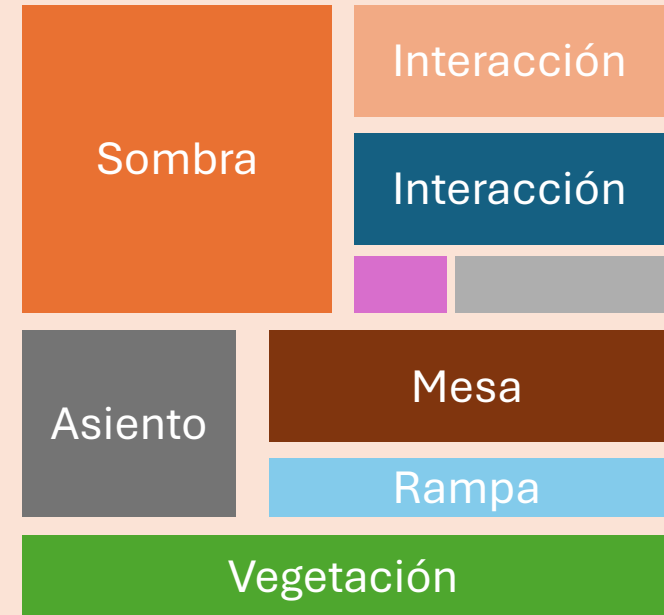 Sombra
Interacción
Interacción
Asiento
Mesa
Rampa
Vegetación